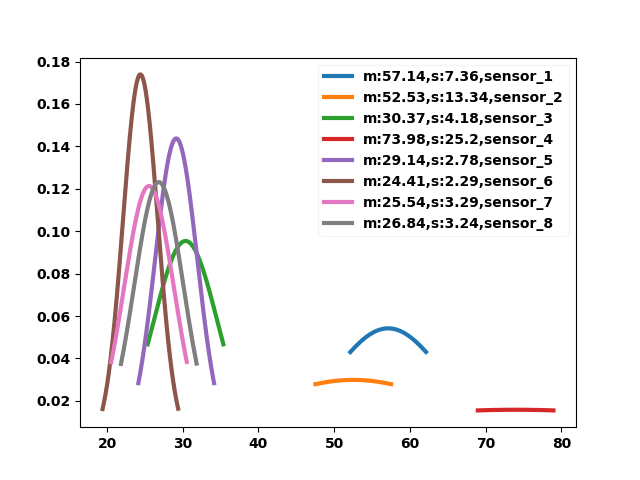 0.18
0.16
0.14
0.12
0.10
0.08
0.06
0.04
0.02
20 30 40 50 60 70 80
m:57.14,s:7.36,sensor_1
m:52.53,s:13.34,sensor_2
m:30.37,s:4.18,sensor_3
m:73.98,s:25.2,sensor_4
m:29.14,s:2.78,sensor_5
m:24.41,s:2.29,sensor_6
m:25.54,s:3.29,sensor_7
m:26.84,s:3.24,sensor_8